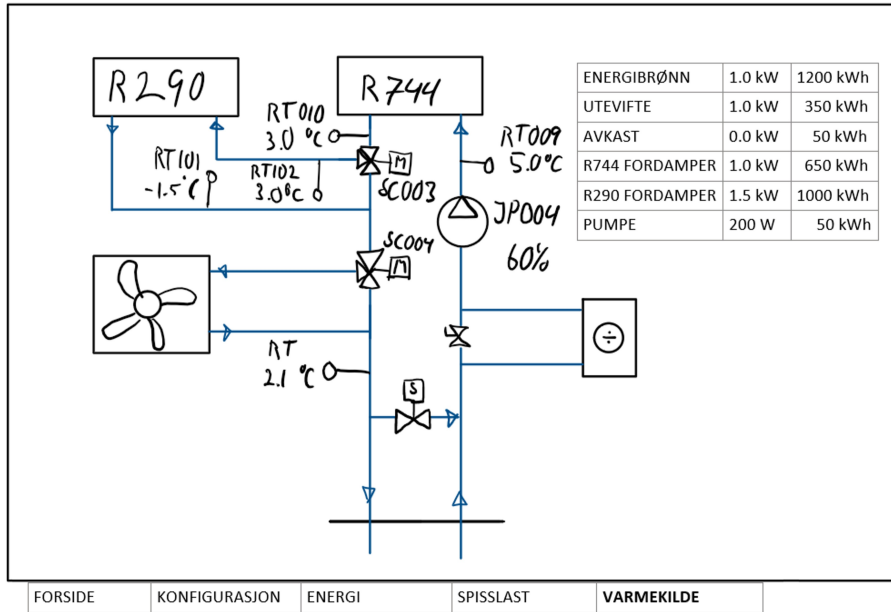 R290
R744
RT010
3.0 °C
RT101
-1.5°C
RT102
3.0°C
M
SC003
RT009
5.0°C
JP004
60%
SC004
M
RT
2.1 °C
S
÷
ENERGIBRØNN 1.0 kW 1200 kWh
UTEVIFTE 1.0 kW 350 kWh
AVKAST 0.0 kW 50 kWh
R744 FORDAMPER 1.0 kW 650 kWh
R290 FORDAMPER 1.5 kW 1000 kWh
PUMPE 200 W 50 kWh
FORSIDE KONFIGURASJON ENERGI SPISSLAST VARMEKILDE